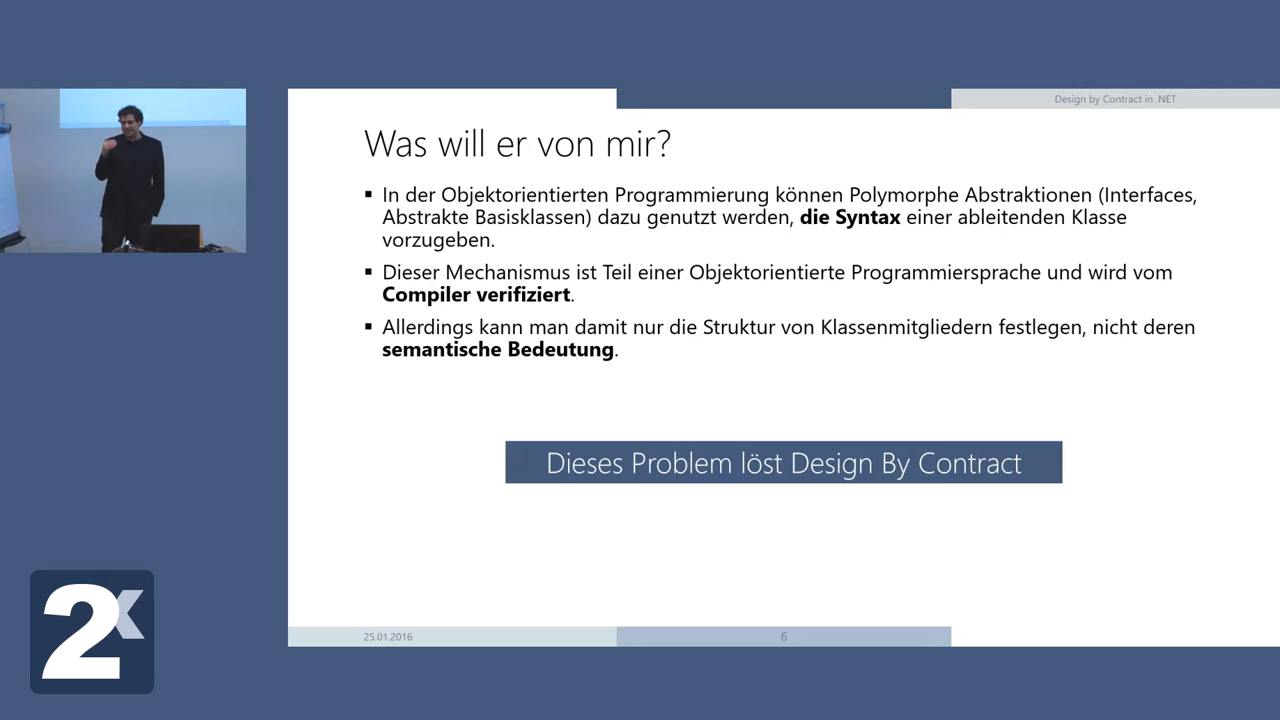 Design by Contract in .NET
Was will er von mir?
▪ In der Objektorientierten Programmierung können Polymorphe Abstraktionen (Interfaces,
Abstrakte Basisklassen) dazu genutzt werden, die Syntax einer ableitenden Klasse
vorzugeben.
▪ Dieser Mechanismus ist Teil einer Objektorientierte Programmiersprache und wird vom
Compiler verifiziert.
▪ Allerdings kann man damit nur die Struktur von Klassenmitgliedern festlegen, nicht deren
semantische Bedeutung.
Dieses Problem löst Design By Contract
25.01.2016
6
2x